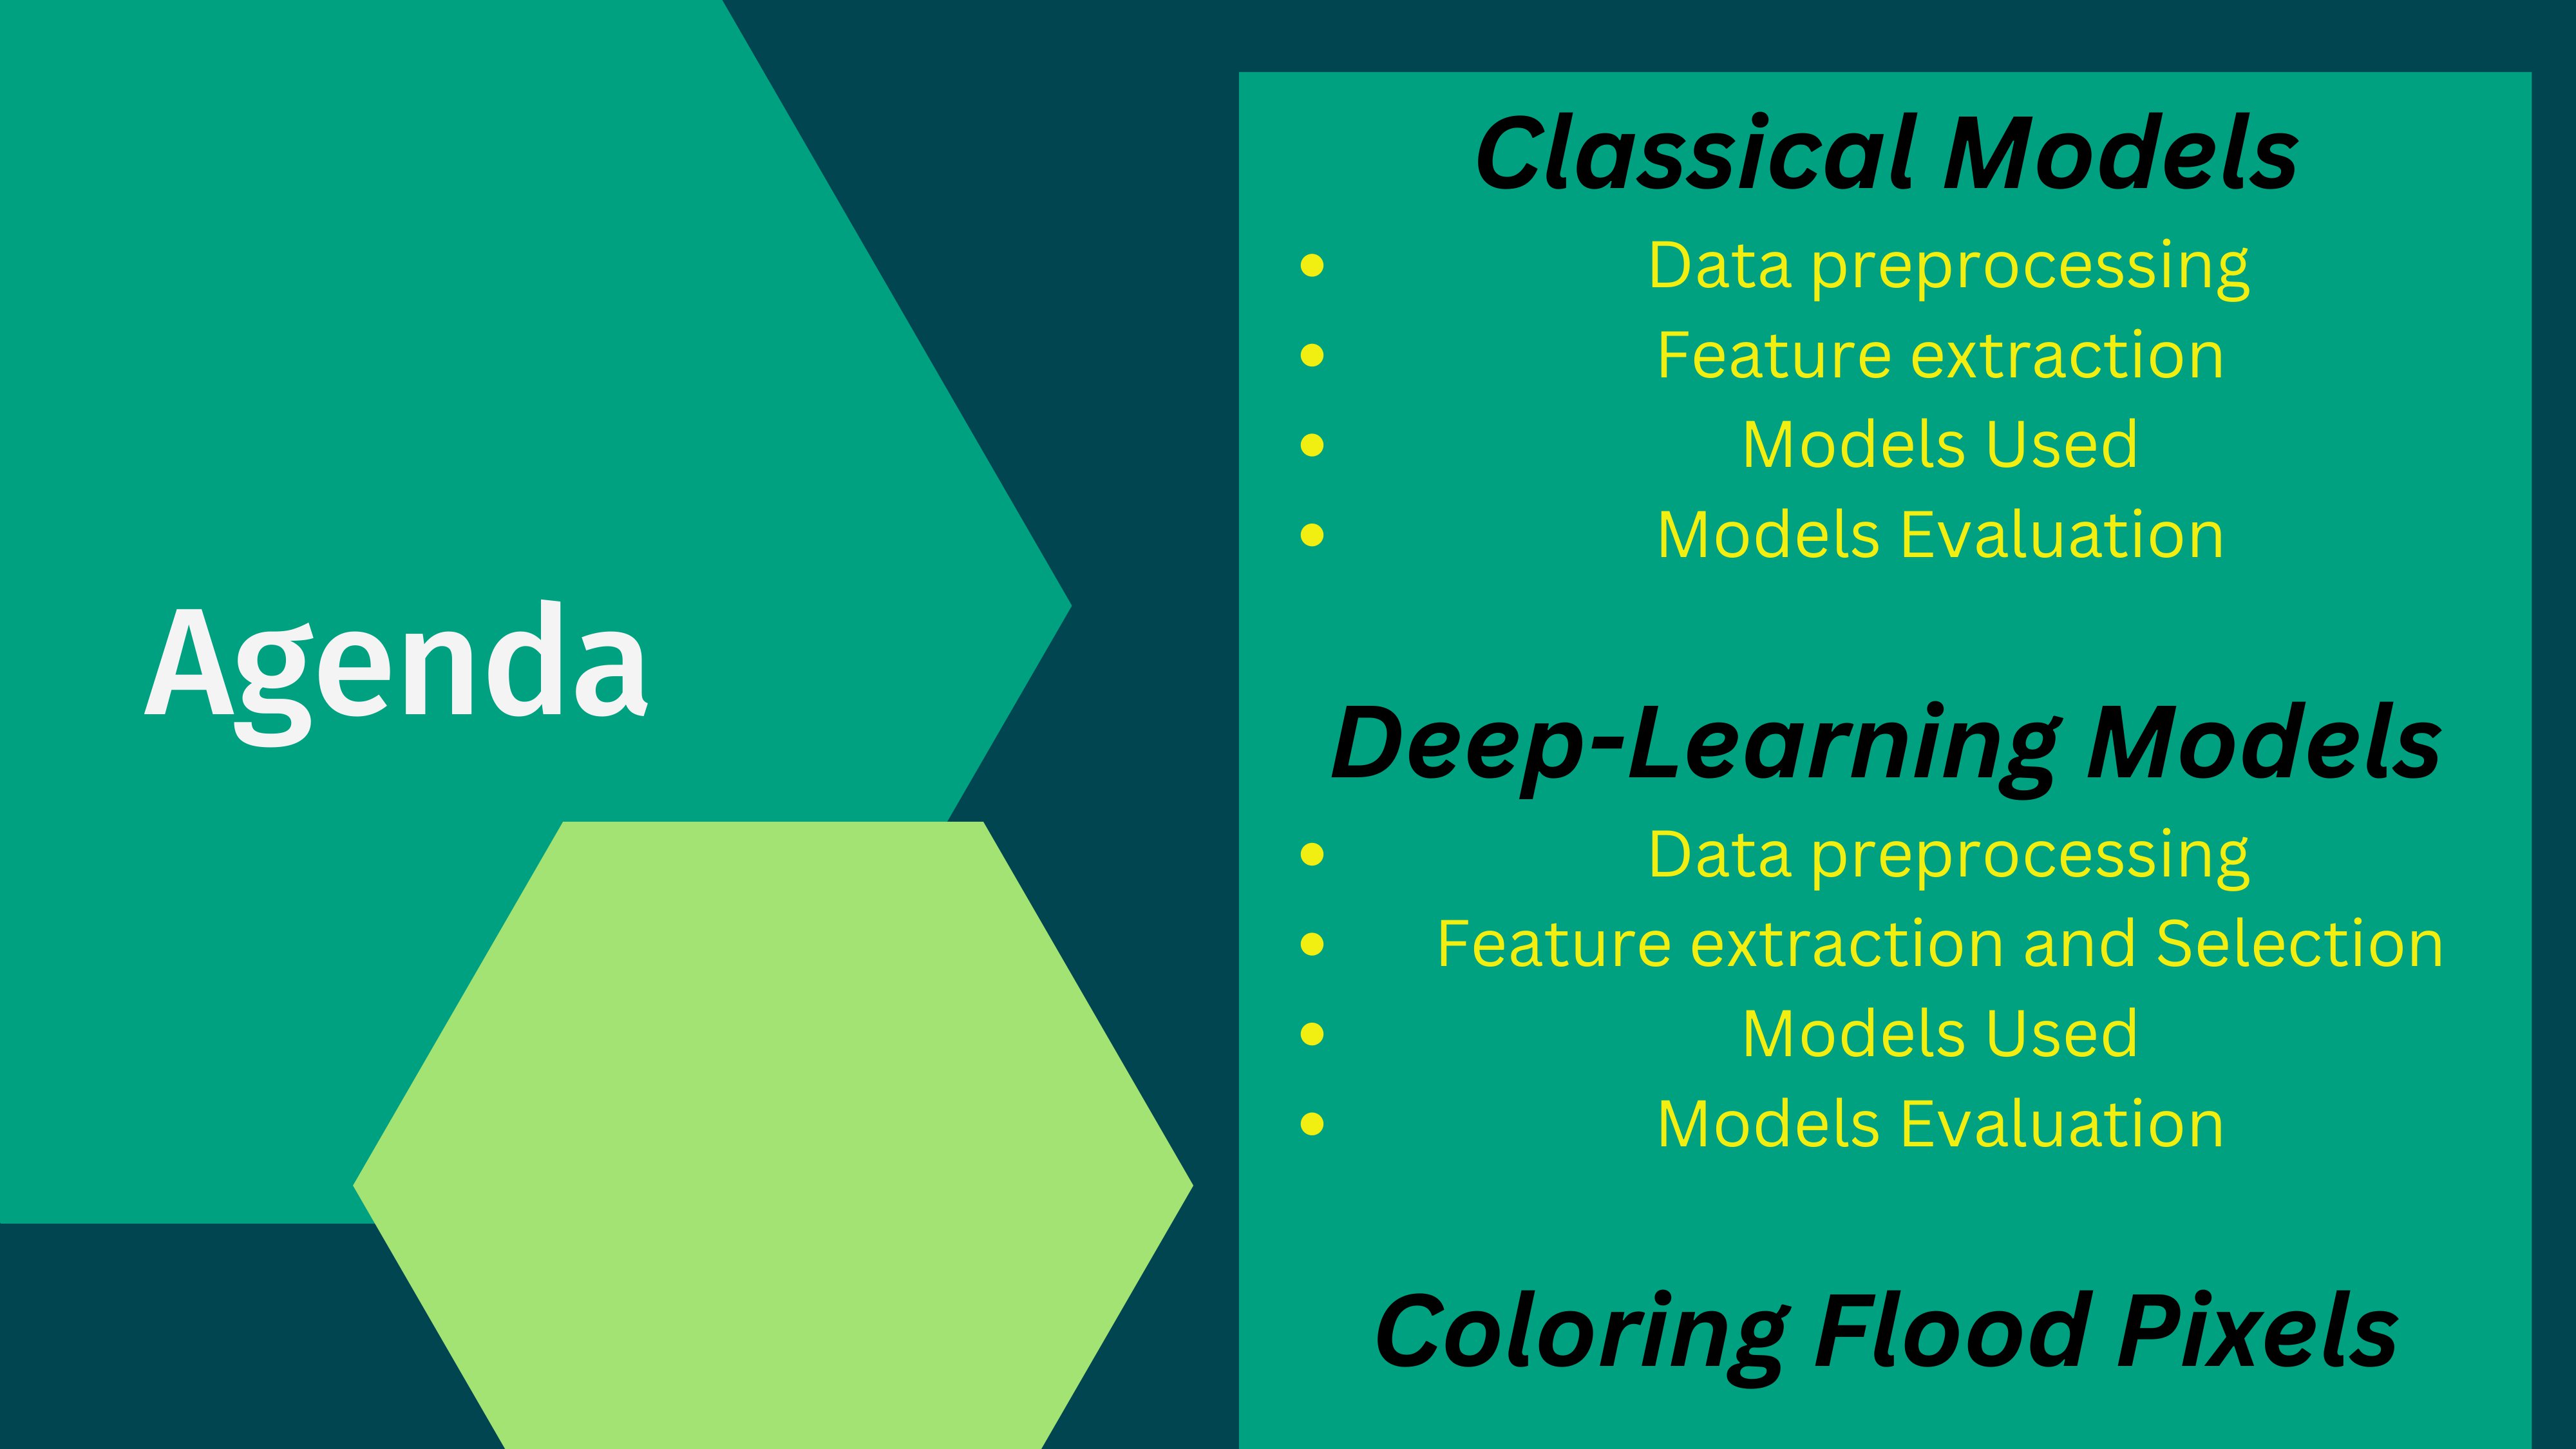 Agenda
Classical Models
• Data preprocessing
• Feature extraction
• Models Used
• Models Evaluation
Deep-Learning Models
• Data preprocessing
• Feature extraction and Selection
• Models Used
• Models Evaluation
Coloring Flood Pixels